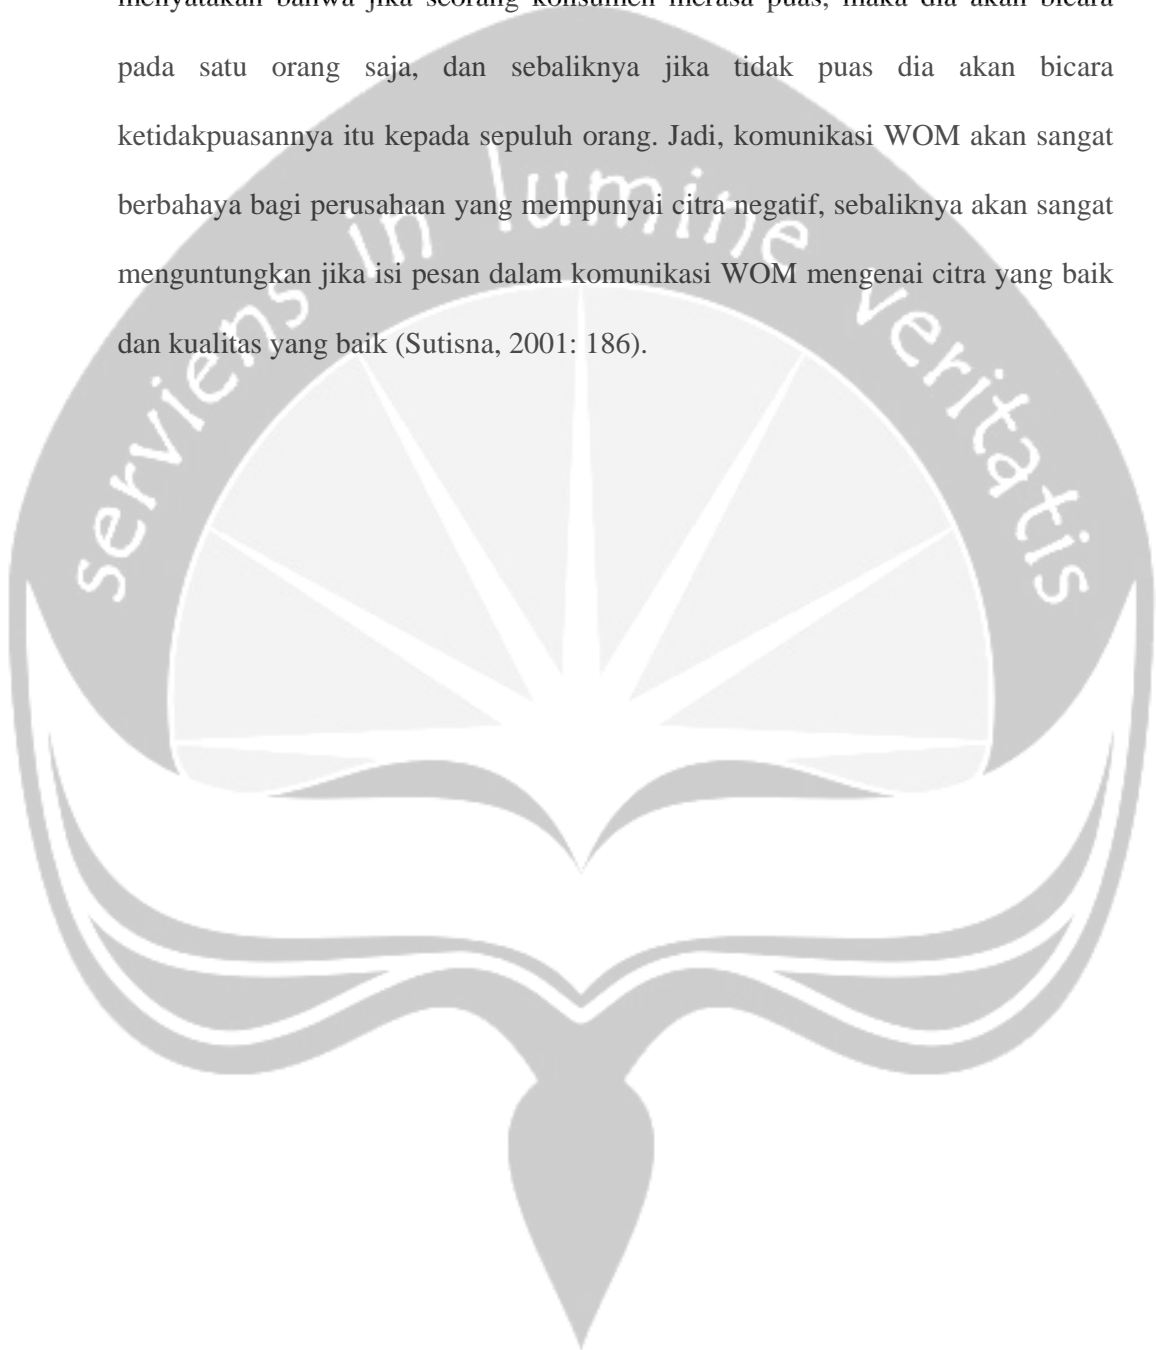 menyatakan bahwa jika seorang konsumen merasa puas, maka dia akan bicara
pada satu orang saja, dan sebaliknya jika tidak puas dia akan bicara
ketidakpuasannya itu kepada sepuluh orang. Jadi, komunikasi WOM akan sangat
berbahaya bagi perusahaan yang mempunyai citra negatif, sebaliknya akan sangat
menguntungkan jika isi pesan dalam komunikasi WOM mengenai citra yang baik
dan kualitas yang baik (Sutisna, 2001: 186).
serviens in lumine veritatis